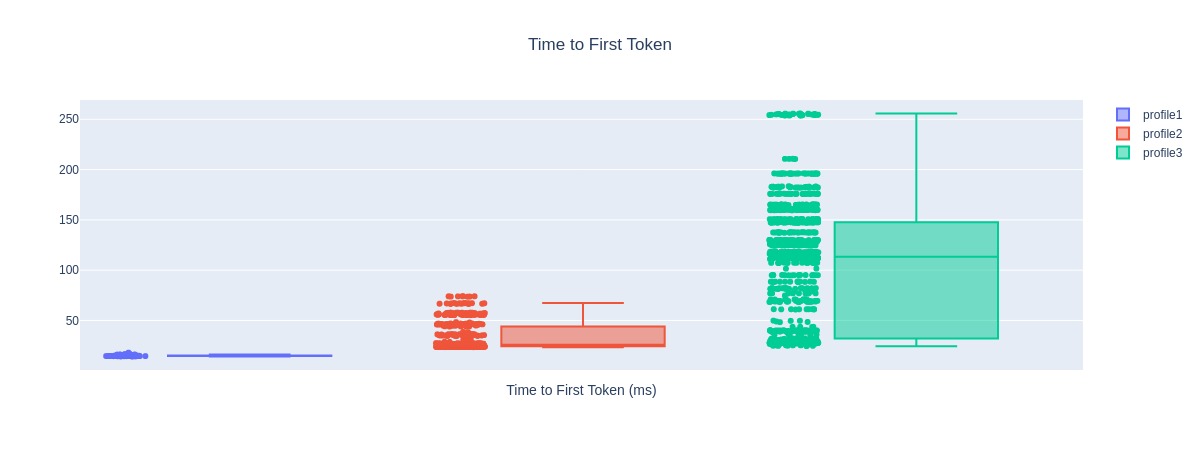 Time to First Token
250
200
150
100
50
Time to First Token (ms)
profile1
profile2
profile3